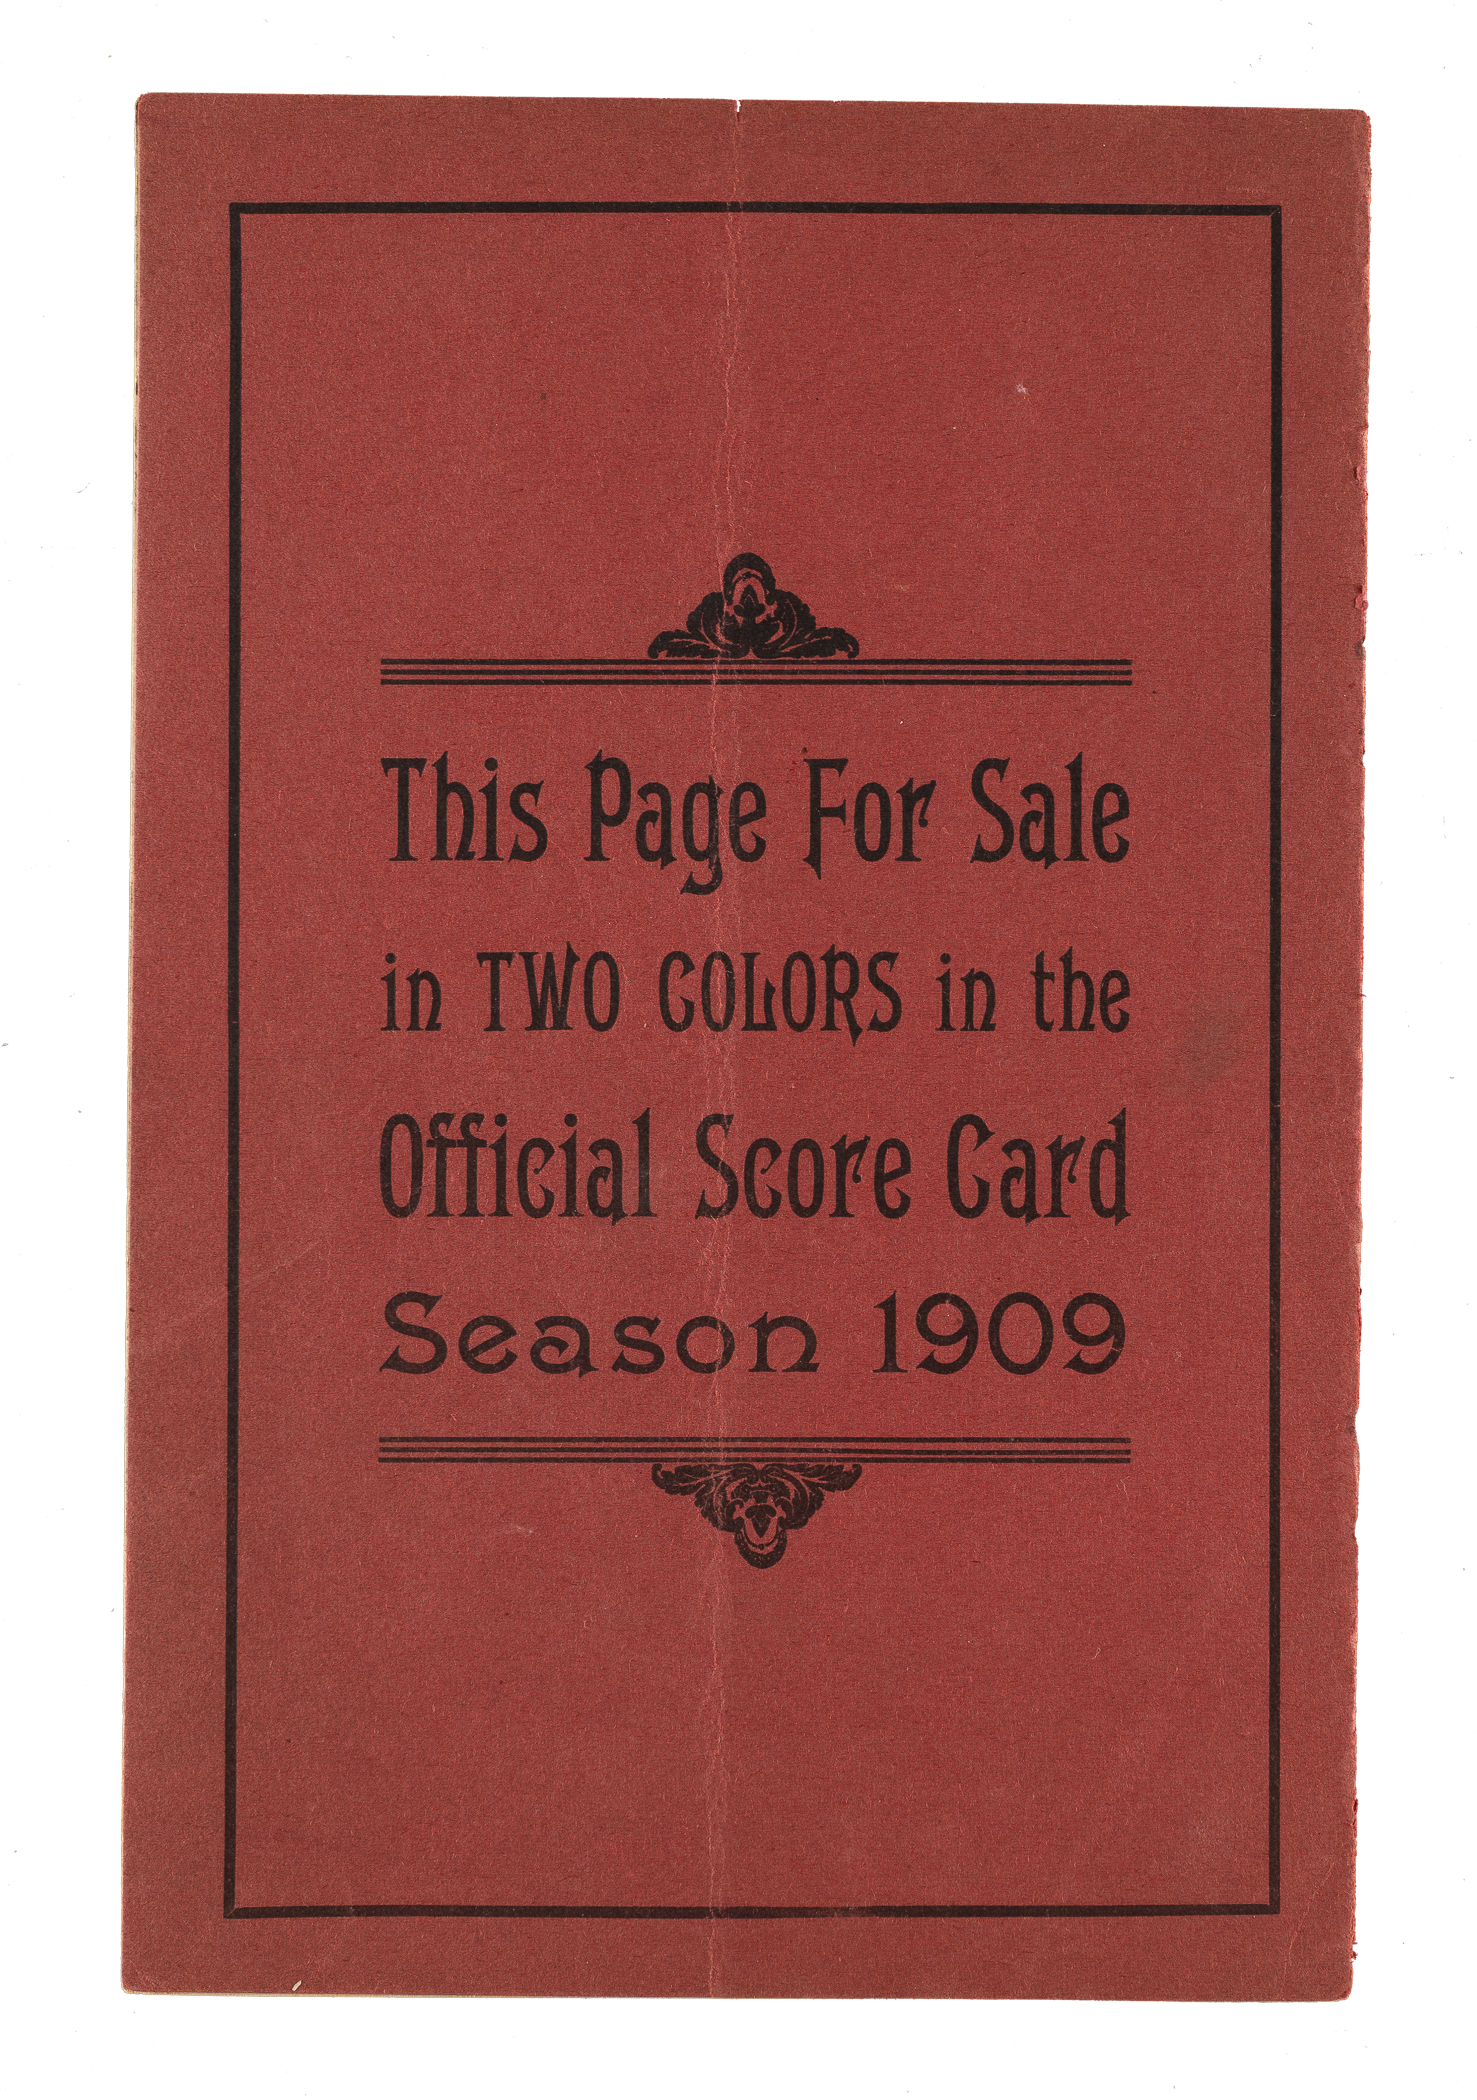 This Page For Sale
in TWO COLORS in the
Official Score Card
Season 1909